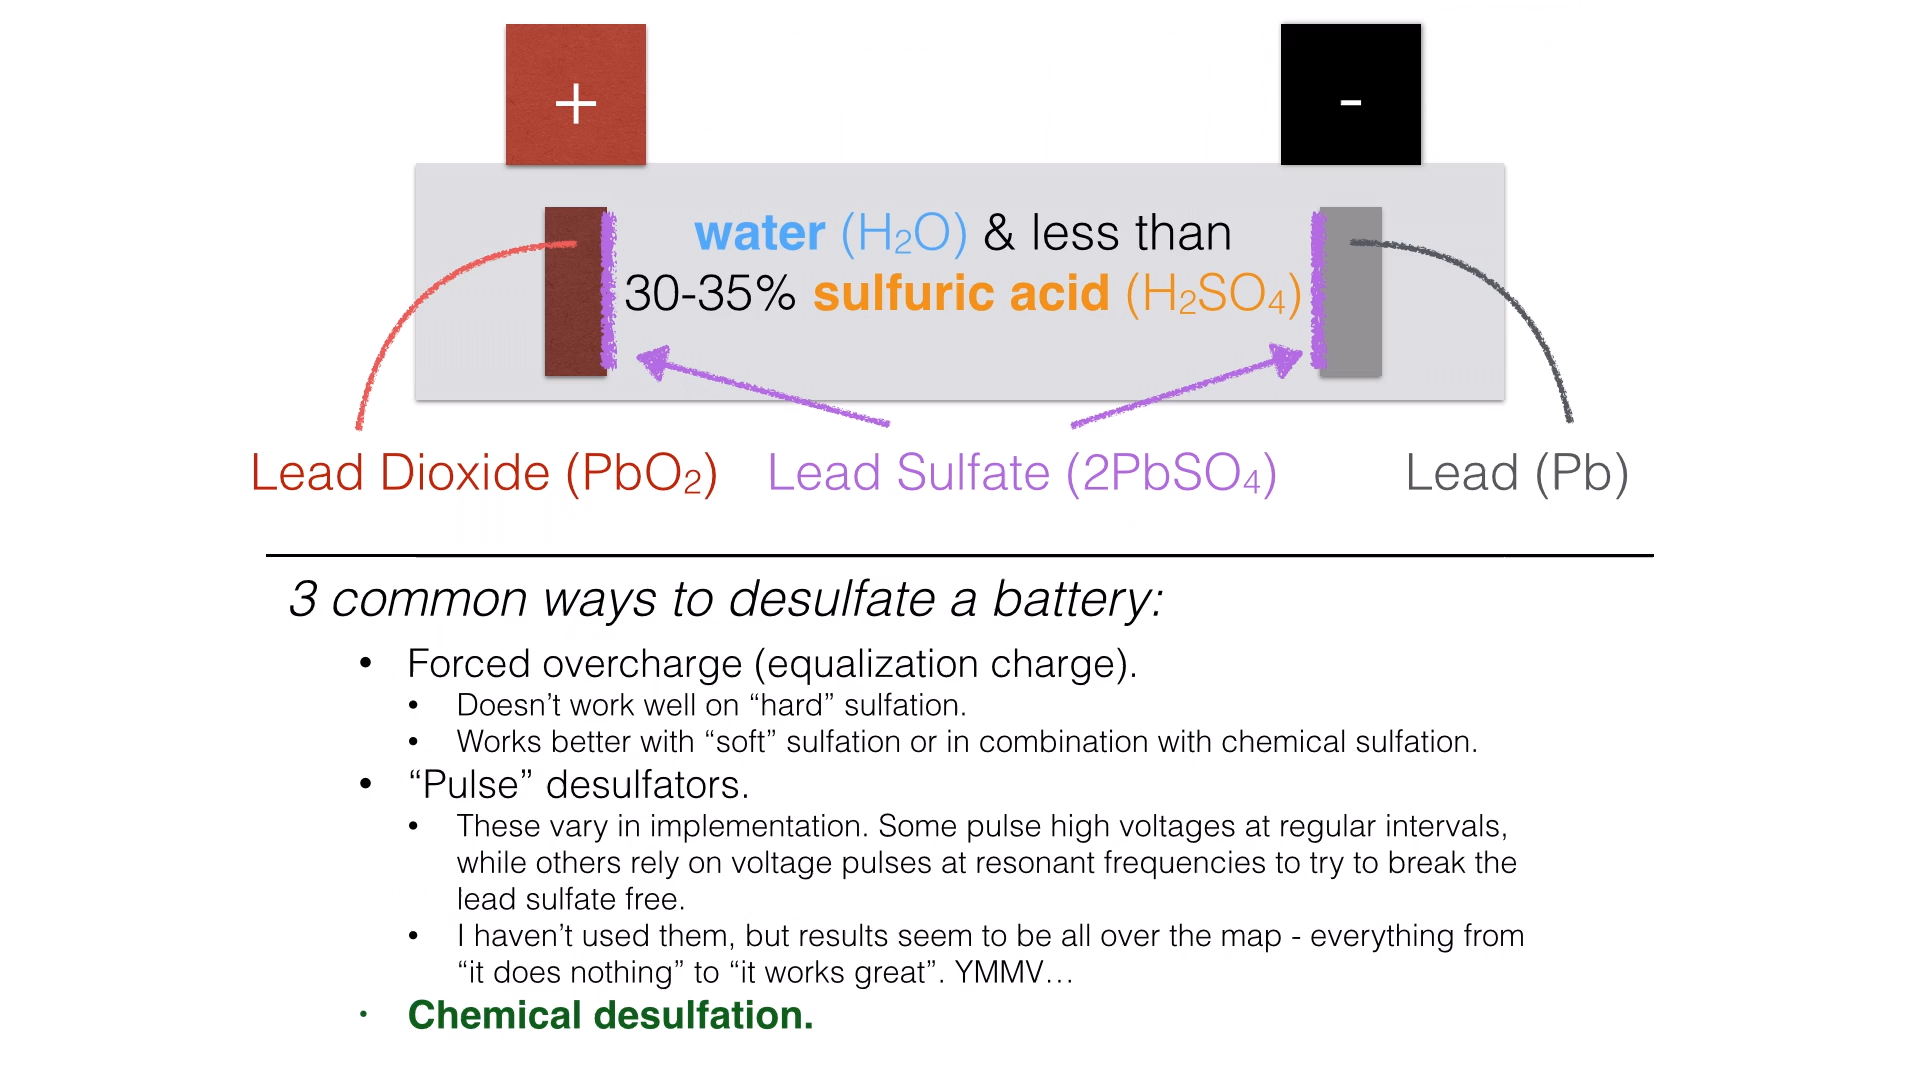 + -
water (H₂O) & less than
30-35% sulfuric acid (H₂SO₄)
Lead Dioxide (PbO₂) Lead Sulfate (2PbSO₄) Lead (Pb)
3 common ways to desulfate a battery:
• Forced overcharge (equalization charge).
• Doesn’t work well on “hard” sulfation.
• Works better with “soft” sulfation or in combination with chemical sulfation.
• “Pulse” desulfators.
• These vary in implementation. Some pulse high voltages at regular intervals,
while others rely on voltage pulses at resonant frequencies to try to break the
lead sulfate free.
• I haven’t used them, but results seem to be all over the map - everything from
“it does nothing” to “it works great”. YMMV…
• Chemical desulfation.